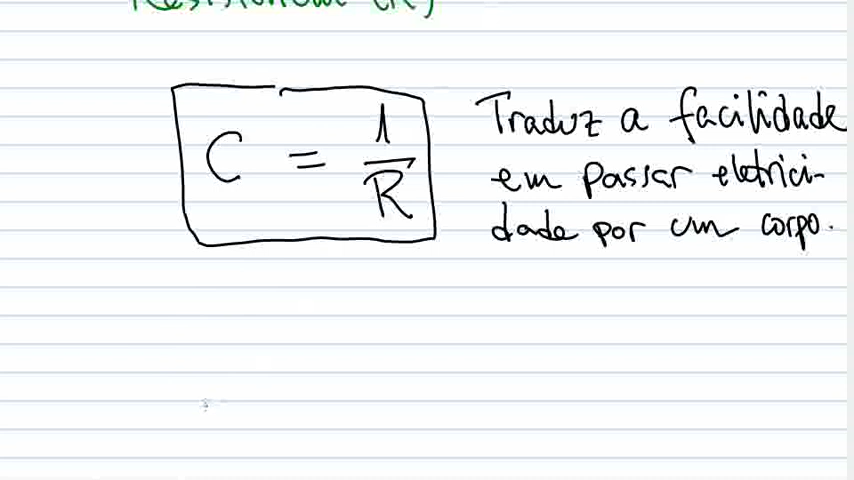 C = 1/R
Traduz a facilidade
em passar eletrici-
dade por um corpo.